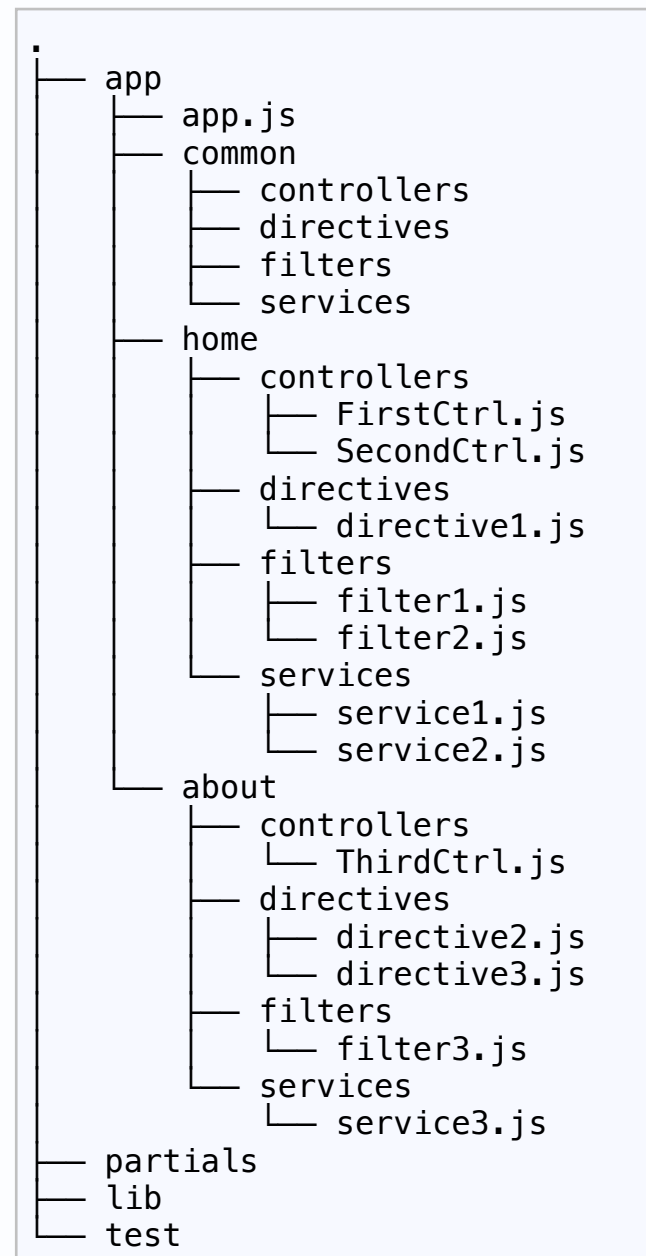 .
├── app
│   ├── app.js
│   ├── common
│   │   ├── controllers
│   │   ├── directives
│   │   ├── filters
│   │   └── services
│   ├── home
│   │   ├── controllers
│   │   │   ├── FirstCtrl.js
│   │   │   └── SecondCtrl.js
│   │   ├── directives
│   │   │   └── directive1.js
│   │   ├── filters
│   │   │   ├── filter1.js
│   │   │   └── filter2.js
│   │   └── services
│   │       ├── service1.js
│   │       └── service2.js
│   └── about
│       ├── controllers
│       │   └── ThirdCtrl.js
│       ├── directives
│       │   ├── directive2.js
│       │   └── directive3.js
│       ├── filters
│       │   └── filter3.js
│       └── services
│           └── service3.js
├── partials
├── lib
└── test